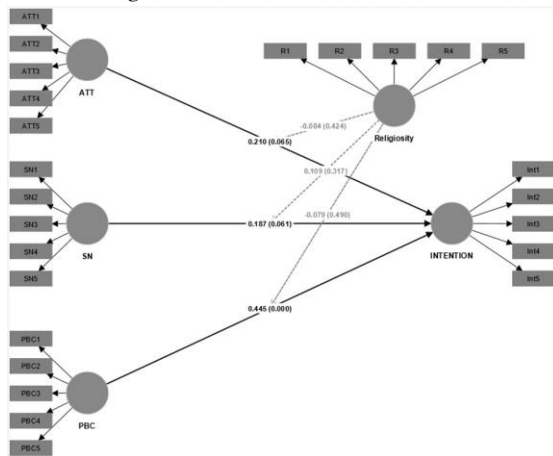 ATT1
ATT2
ATT3
ATT4
ATT5
ATT
R1
R2
R3
R4
R5
Religiosity
-0.084 (0.424)
0.210 (0.065)
0.109 (0.317)
-0.079 (0.490)
SN1
SN2
SN3
SN4
SN5
SN
0.187 (0.061)
Int1
Int2
Int3
Int4
Int5
INTENTION
0.445 (0.000)
PBC1
PBC2
PBC3
PBC4
PBC5
PBC